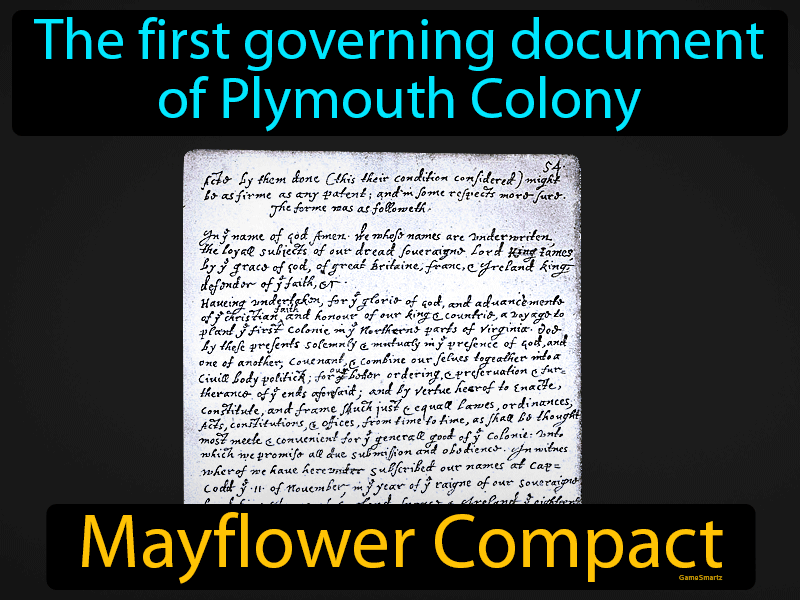 The first governing document
of Plymouth Colony
54
Acte by them done (this their condition considered) might
be as firme as any patent; and in some respects more sure.
The forme was as followeth.
In yͤ name of god Amen. We whose names are underwriten,
the loyall subjects of our dread soveraigne Lord King James
by yͤ grace of god, of great Britaine, franc, & Ireland king,
defender of yͤ faith, &c
Haveing undertaken, for yͤ glorie of god, and advancemente
of yͤ christian faith and honour of our king & countrie, a voyage to
plant yͤ first colonie in yͤ Northerne parts of Virginia. Doe
by these presents solemnly & mutualy in yͤ presence of god, and
one of another, covenant, & combine our selves togeather into a
Civill body politick; for our better ordering, & preservation & fur=
therance of yͤ ends aforesaid; and by vertue hearof to Enacte,
constitute, and frame shuch just & equall Lawes, ordinances,
Acts, constitutions, & offices, from time to time, as shall be thought
most meete & convenient for yͤ generall good of yͤ Colonie: unto
which we promise all due submission and obedience. In witnes
wherof we have hereunder subscribed our names at Cap=
Codd yͤ .11. of November, in yͤ year of yͤ raigne of our soveraigne
Mayflower Compact
GameSmartz